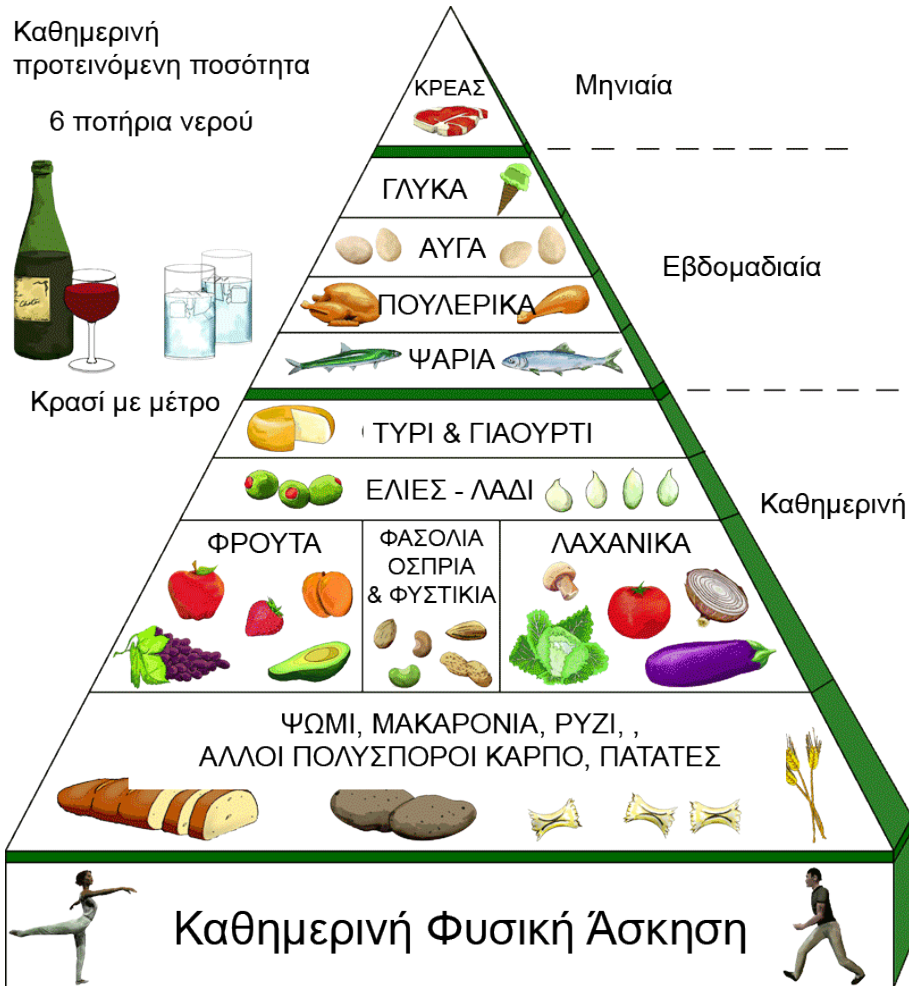 Καθημερινή
προτεινόμενη ποσότητα
6 ποτήρια νερού
Κρασί με μέτρο
ΚΡΕΑΣ
Μηνιαία
ΓΛΥΚΑ
ΑΥΓΑ
ΠΟΥΛΕΡΙΚΑ
ΨΑΡΙΑ
Εβδομαδιαία
ΤΥΡΙ & ΓΙΑΟΥΡΤΙ
ΕΛΙΕΣ - ΛΑΔΙ
Καθημερινή
ΦΡΟΥΤΑ
ΦΑΣΟΛΙΑ
ΟΣΠΡΙΑ
& ΦΥΣΤΙΚΙΑ
ΛΑΧΑΝΙΚΑ
ΨΩΜΙ, ΜΑΚΑΡΟΝΙΑ, ΡΥΖΙ, ,
ΑΛΛΟΙ ΠΟΛΥΣΠΟΡΟΙ ΚΑΡΠΟ, ΠΑΤΑΤΕΣ
Καθημερινή Φυσική Άσκηση